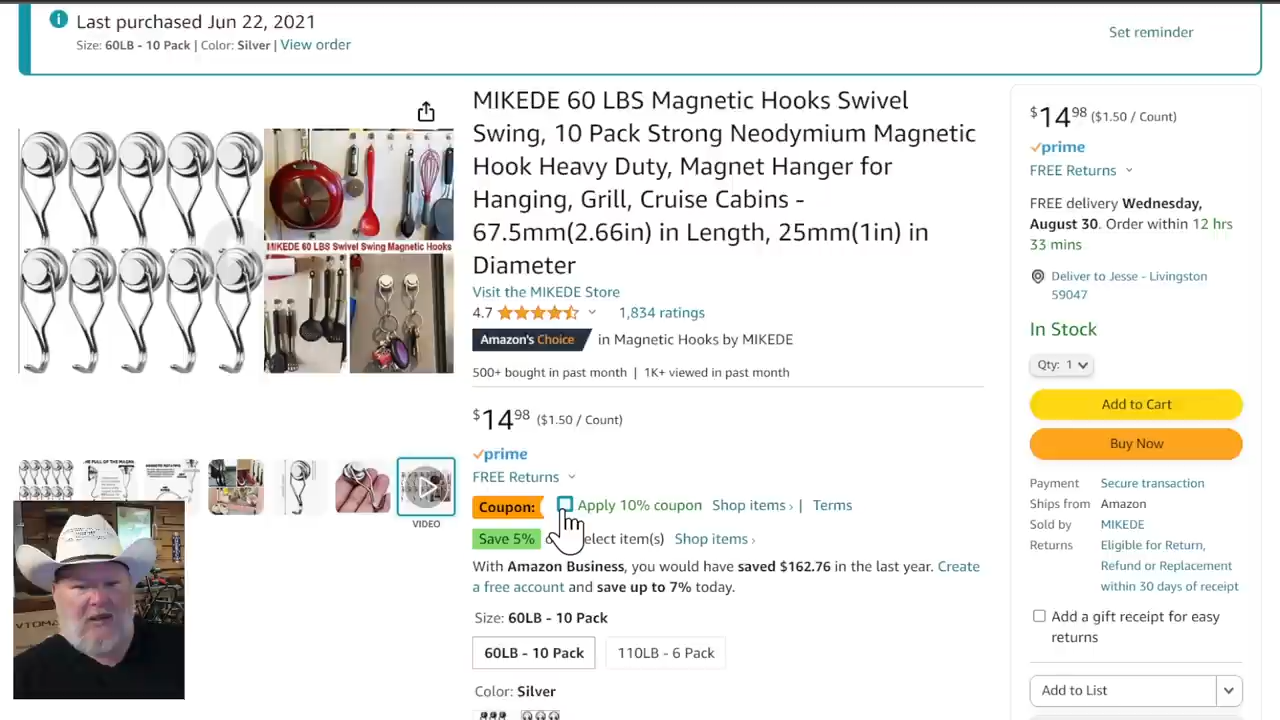 Last purchased Jun 22, 2021
Size: 60LB - 10 Pack | Color: Silver | View order
Set reminder
MIKEDE 60 LBS Magnetic Hooks Swivel
Swing, 10 Pack Strong Neodymium Magnetic
Hook Heavy Duty, Magnet Hanger for
Hanging, Grill, Cruise Cabins -
67.5mm(2.66in) in Length, 25mm(1in) in
Diameter
Visit the MIKEDE Store
4.7
1,834 ratings
Amazon's Choice in Magnetic Hooks by MIKEDE
500+ bought in past month | 1K+ viewed in past month
$14 98 ($1.50 / Count)
prime
FREE Returns
Coupon: Apply 10% coupon Shop items › | Terms
Save 5% select item(s) Shop items ›
With Amazon Business, you would have saved $162.76 in the last year. Create
a free account and save up to 7% today.
Size: 60LB - 10 Pack
60LB - 10 Pack
110LB - 6 Pack
Color: Silver
MIKEDE 60 LBS Swivel Swing Magnetic Hooks
VIDEO
$14 98 ($1.50 / Count)
prime
FREE Returns
FREE delivery Wednesday,
August 30. Order within 12 hrs
33 mins
Deliver to Jesse - Livingston
59047
In Stock
Qty: 1
Add to Cart
Buy Now
Payment Secure transaction
Ships from Amazon
Sold by MIKEDE
Returns Eligible for Return,
Refund or Replacement
within 30 days of receipt
Add a gift receipt for easy
returns
Add to List